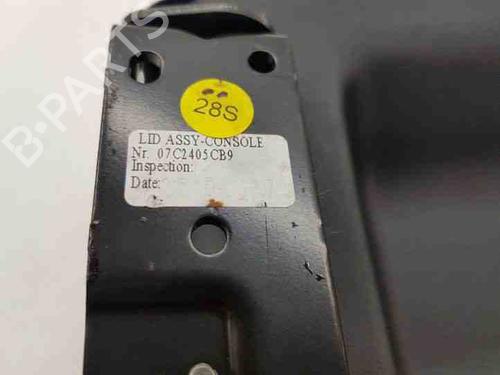 B-PARTS
28S
LID ASSY-CONSOLE
Nr. 07C2405CB9
Inspection:
Date: